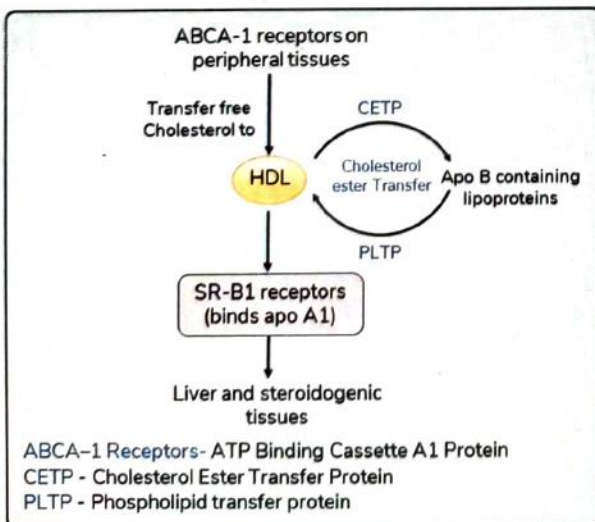 ABCA-1 receptors on
peripheral tissues
Transfer free
Cholesterol to
CETP
HDL
Cholesterol
ester Transfer
Apo B containing
lipoproteins
PLTP
SR-B1 receptors
(binds apo A1)
Liver and steroidogenic
tissues
ABCA–1 Receptors- ATP Binding Cassette A1 Protein
CETP - Cholesterol Ester Transfer Protein
PLTP - Phospholipid transfer protein